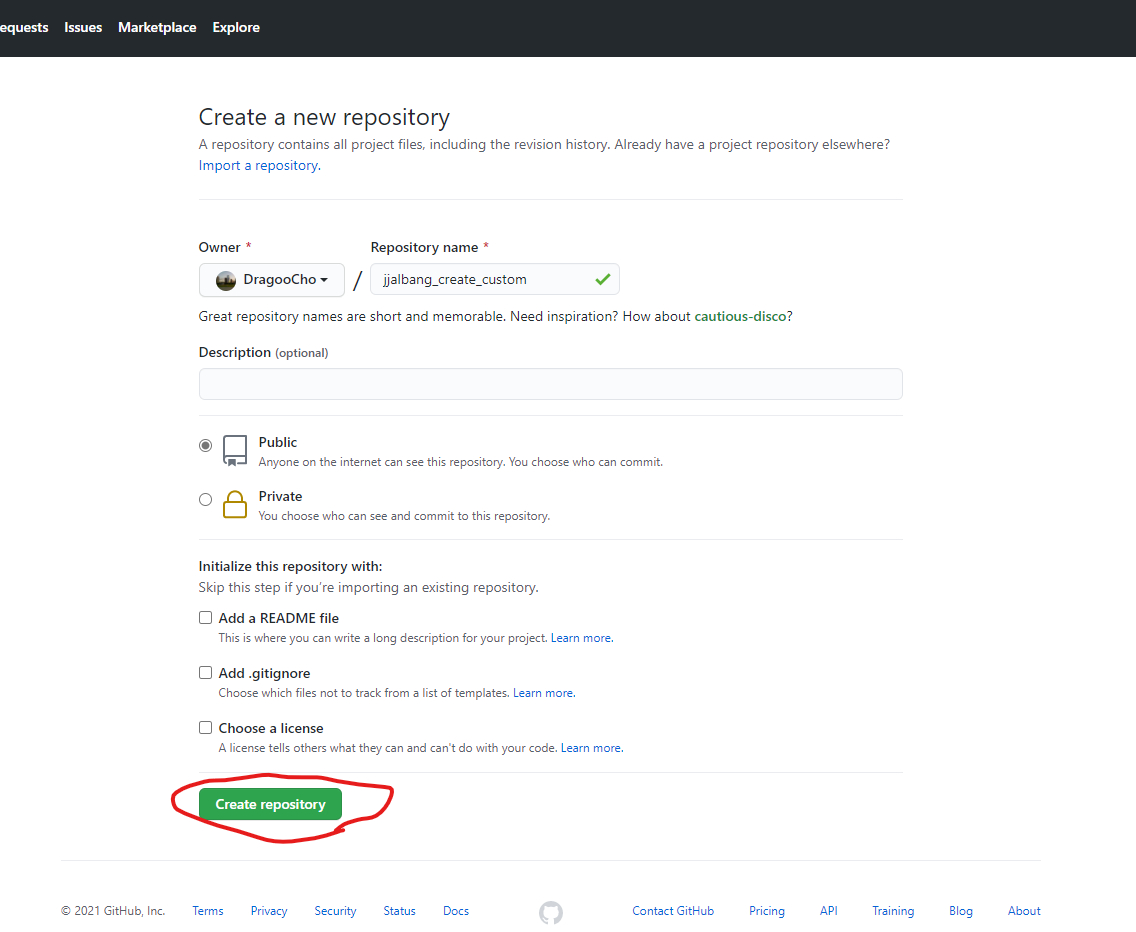 equests Issues Marketplace Explore
Create a new repository
A repository contains all project files, including the revision history. Already have a project repository elsewhere?
Import a repository.
Owner * Repository name *
DragooCho / jjalbang_create_custom
Great repository names are short and memorable. Need inspiration? How about cautious-disco?
Description (optional)
Public
Anyone on the internet can see this repository. You choose who can commit.
Private
You choose who can see and commit to this repository.
Initialize this repository with:
Skip this step if you’re importing an existing repository.
Add a README file
This is where you can write a long description for your project. Learn more.
Add .gitignore
Choose which files not to track from a list of templates. Learn more.
Choose a license
A license tells others what they can and can't do with your code. Learn more.
Create repository
© 2021 GitHub, Inc. Terms Privacy Security Status Docs Contact GitHub Pricing API Training Blog About